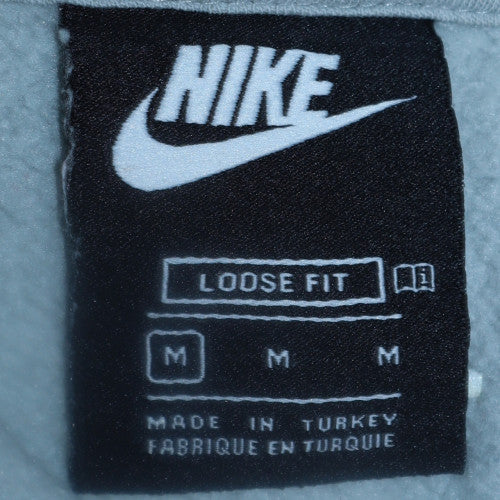 NIKE
LOOSE FIT i
M M M
MADE IN TURKEY
FABRIQUE EN TURQUIE